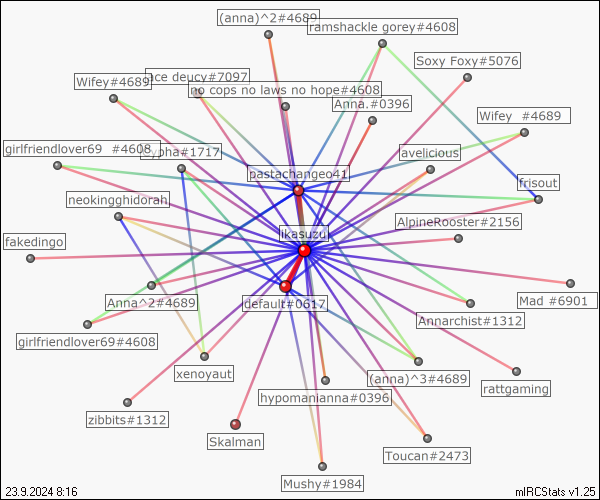 (anna)^2#4689
ramshackle gorey#4608
Soxy Foxy#5076
Wifey#4689
deucy#7097
no cops no laws no hope#4608
Anna.#0396
Wifey #4689
girlfriendlover69 #4608
cypha#1717
avelicious
pastachangeo41
frisout
neokingghidorah
AlpineRooster#2156
likasuzuk
fakedingo
Anna^2#4689
default#0617
Mad #6901
Annarchist#1312
girlfriendlover69#4608
xenoyaut
(anna)^3#4689
rattgaming
hypomanianna#0396
zibbits#1312
Skalman
Toucan#2473
Mushy#1984
23.9.2024 8:16
mIRCStats v1.25